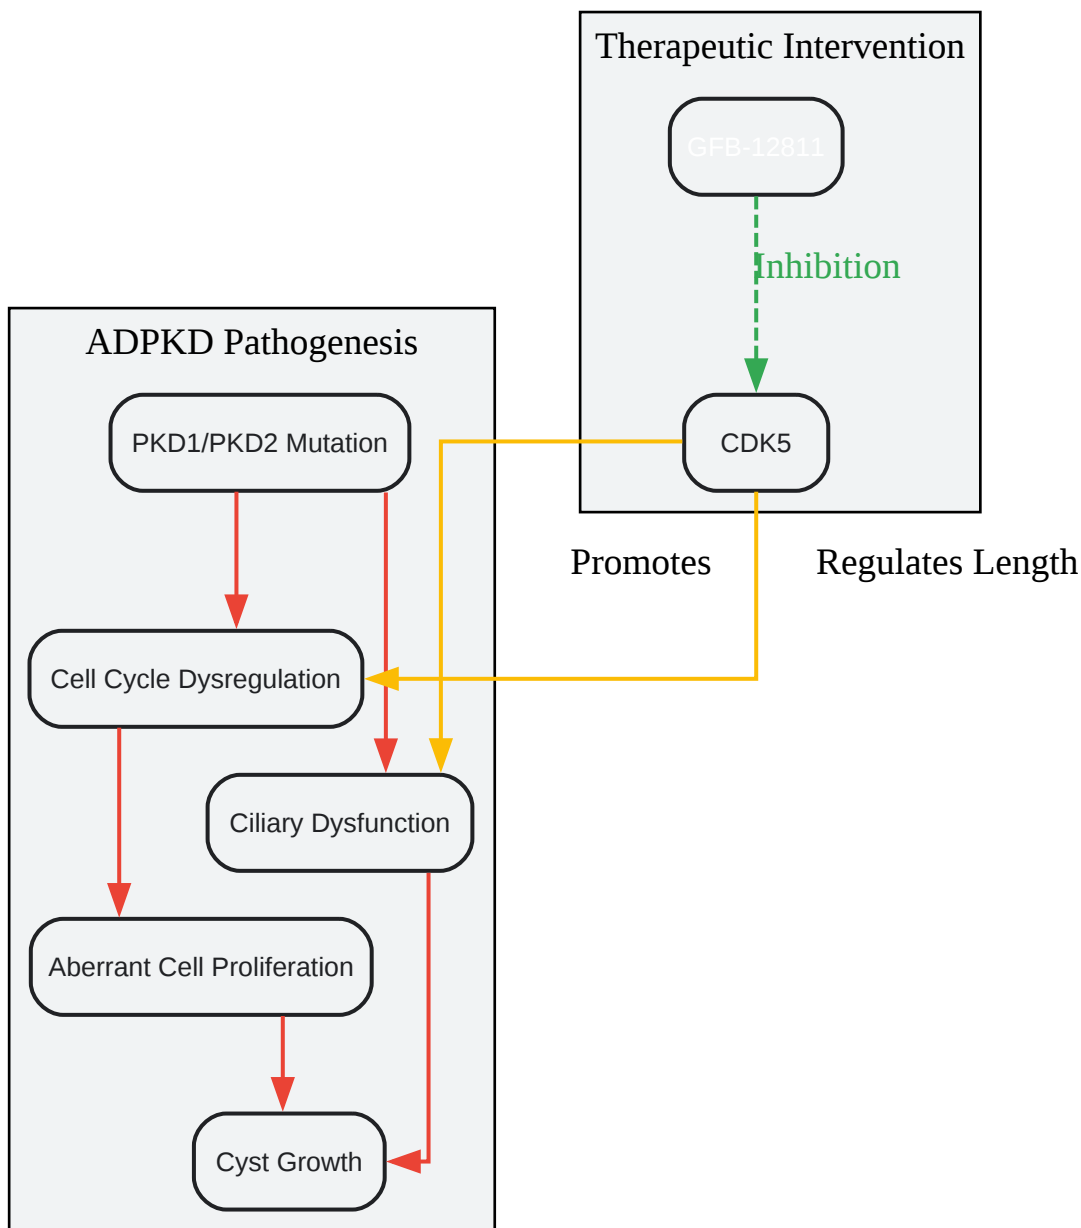 Therapeutic Intervention
GFB-12811
Inhibition
ADPKD Pathogenesis
PKD1/PKD2 Mutation
CDK5
Promotes
Regulates Length
Cell Cycle Dysregulation
Ciliary Dysfunction
Aberrant Cell Proliferation
Cyst Growth